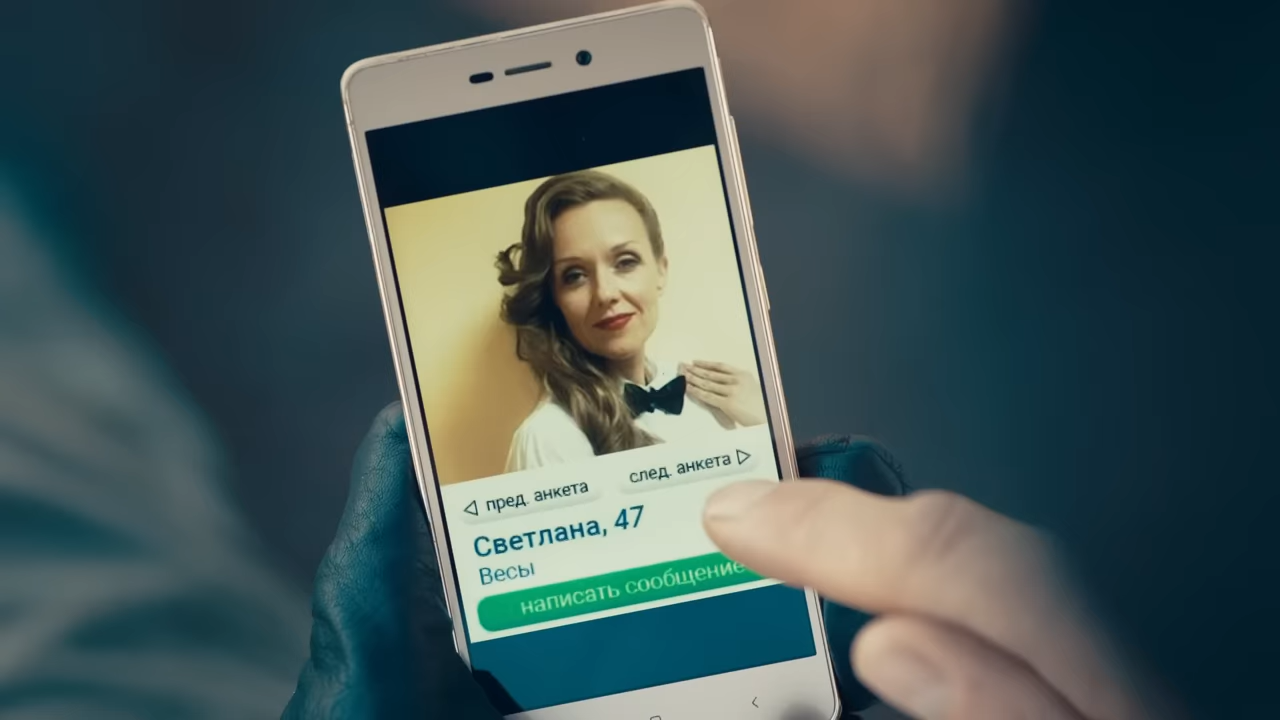 ◁ пред. анкета
след. анкета ▷
Светлана, 47
Весы
написать сообщение